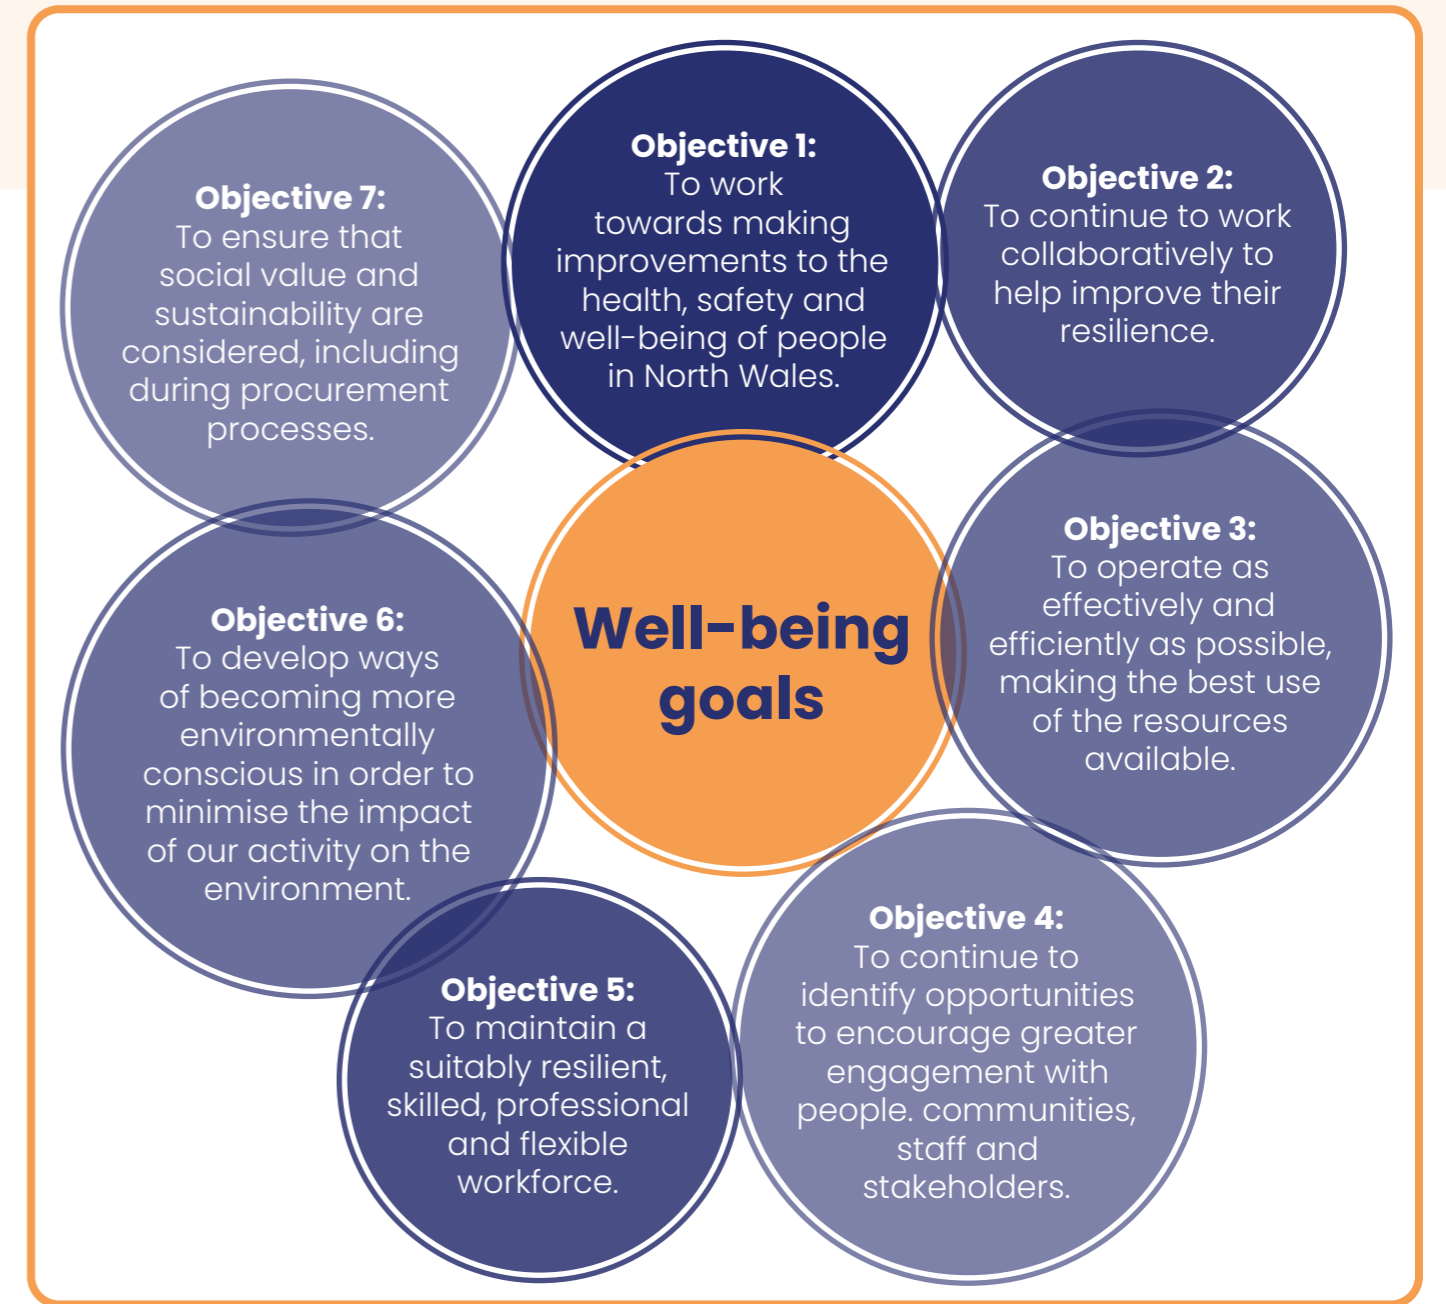 Objective 1:
To work
towards making
improvements to the
health, safety and
well-being of people
in North Wales.
Objective 2:
To continue to work
collaboratively to
help improve their
resilience.
Objective 3:
To operate as
effectively and
efficiently as possible,
making the best use
of the resources
available.
Objective 4:
To continue to
identify opportunities
to encourage greater
engagement with
people. communities,
staff and
stakeholders.
Objective 5:
To maintain a
suitably resilient,
skilled, professional
and flexible
workforce.
Objective 6:
To develop ways
of becoming more
environmentally
conscious in order to
minimise the impact
of our activity on the
environment.
Objective 7:
To ensure that
social value and
sustainability are
considered, including
during procurement
processes.
Well-being
goals